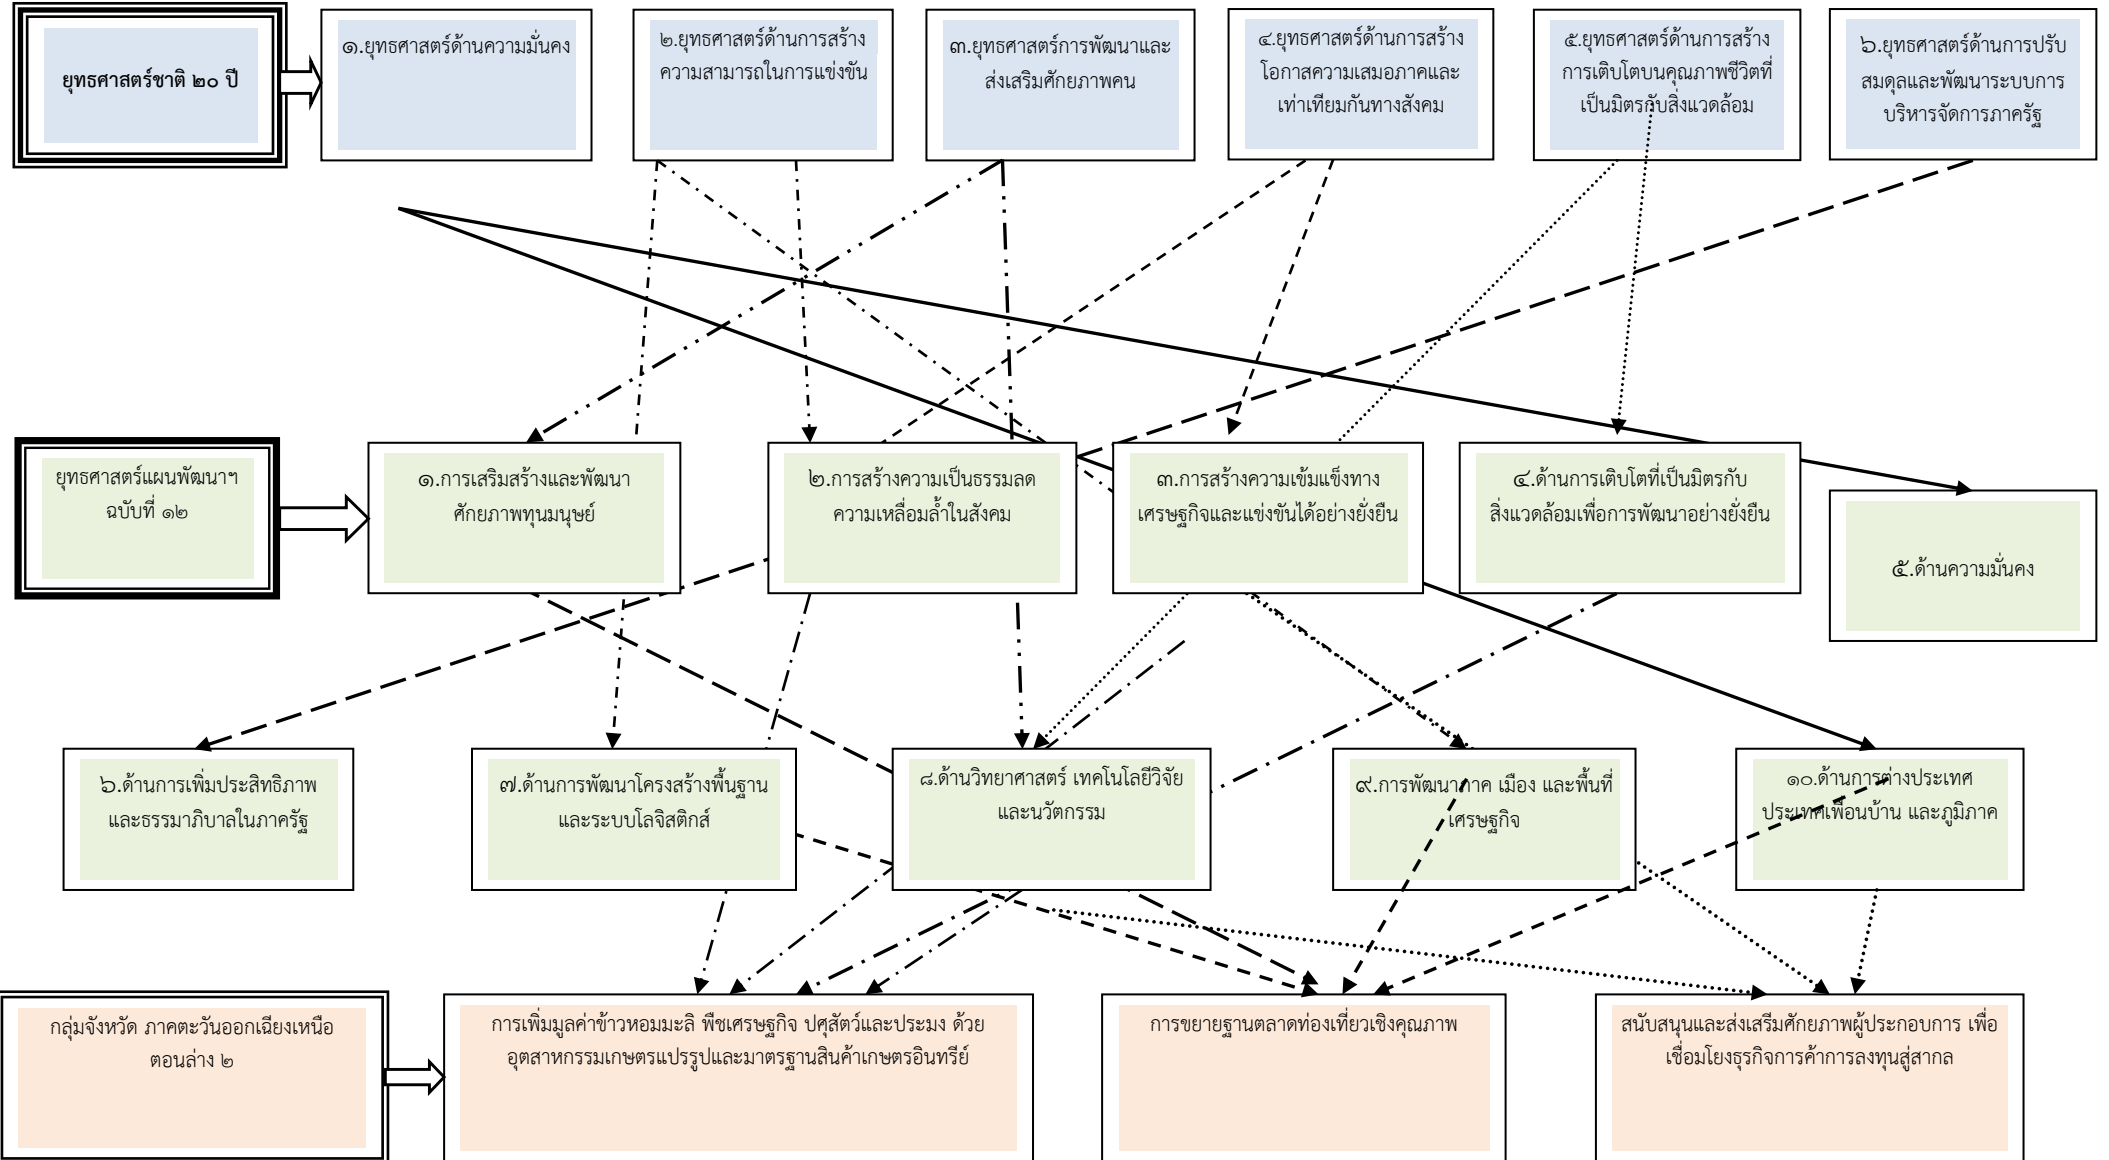 ยุทธศาสตร์ชาติ ๒๐ ปี
๑.ยุทธศาสตร์ด้านความมั่นคง
๒.ยุทธศาสตร์ด้านการสร้าง
ความสามารถในการแข่งขัน
๓.ยุทธศาสตร์การพัฒนาและ
ส่งเสริมศักยภาพคน
๔.ยุทธศาสตร์ด้านการสร้าง
โอกาสความเสมอภาคและ
เท่าเทียมกันทางสังคม
๕.ยุทธศาสตร์ด้านการสร้าง
การเติบโตบนคุณภาพชีวิตที่
เป็นมิตรกับสิ่งแวดล้อม
๖.ยุทธศาสตร์ด้านการปรับ
สมดุลและพัฒนาระบบการ
บริหารจัดการภาครัฐ
ยุทธศาสตร์แผนพัฒนาฯ
ฉบับที่ ๑๒
๑.การเสริมสร้างและพัฒนา
ศักยภาพทุนมนุษย์
๒.การสร้างความเป็นธรรมลด
ความเหลื่อมล้ำในสังคม
๓.การสร้างความเข้มแข็งทาง
เศรษฐกิจและแข่งขันได้อย่างยั่งยืน
๔.ด้านการเติบโตที่เป็นมิตรกับ
สิ่งแวดล้อมเพื่อการพัฒนาอย่างยั่งยืน
๕.ด้านความมั่นคง
๖.ด้านการเพิ่มประสิทธิภาพ
และธรรมาภิบาลในภาครัฐ
๗.ด้านการพัฒนาโครงสร้างพื้นฐาน
และระบบโลจิสติกส์
๘.ด้านวิทยาศาสตร์ เทคโนโลยีวิจัย
และนวัตกรรม
๙.การพัฒนาภาค เมือง และพื้นที่
เศรษฐกิจ
๑๐.ด้านการต่างประเทศ
ประเทศเพื่อนบ้าน และภูมิภาค
กลุ่มจังหวัด ภาคตะวันออกเฉียงเหนือ
ตอนล่าง ๒
การเพิ่มมูลค่าข้าวหอมมะลิ พืชเศรษฐกิจ ปศุสัตว์และประมง ด้วย
อุตสาหกรรมเกษตรแปรรูปและมาตรฐานสินค้าเกษตรอินทรีย์
การขยายฐานตลาดท่องเที่ยวเชิงคุณภาพ
สนับสนุนและส่งเสริมศักยภาพผู้ประกอบการ เพื่อ
เชื่อมโยงธุรกิจการค้าการลงทุนสู่สากล